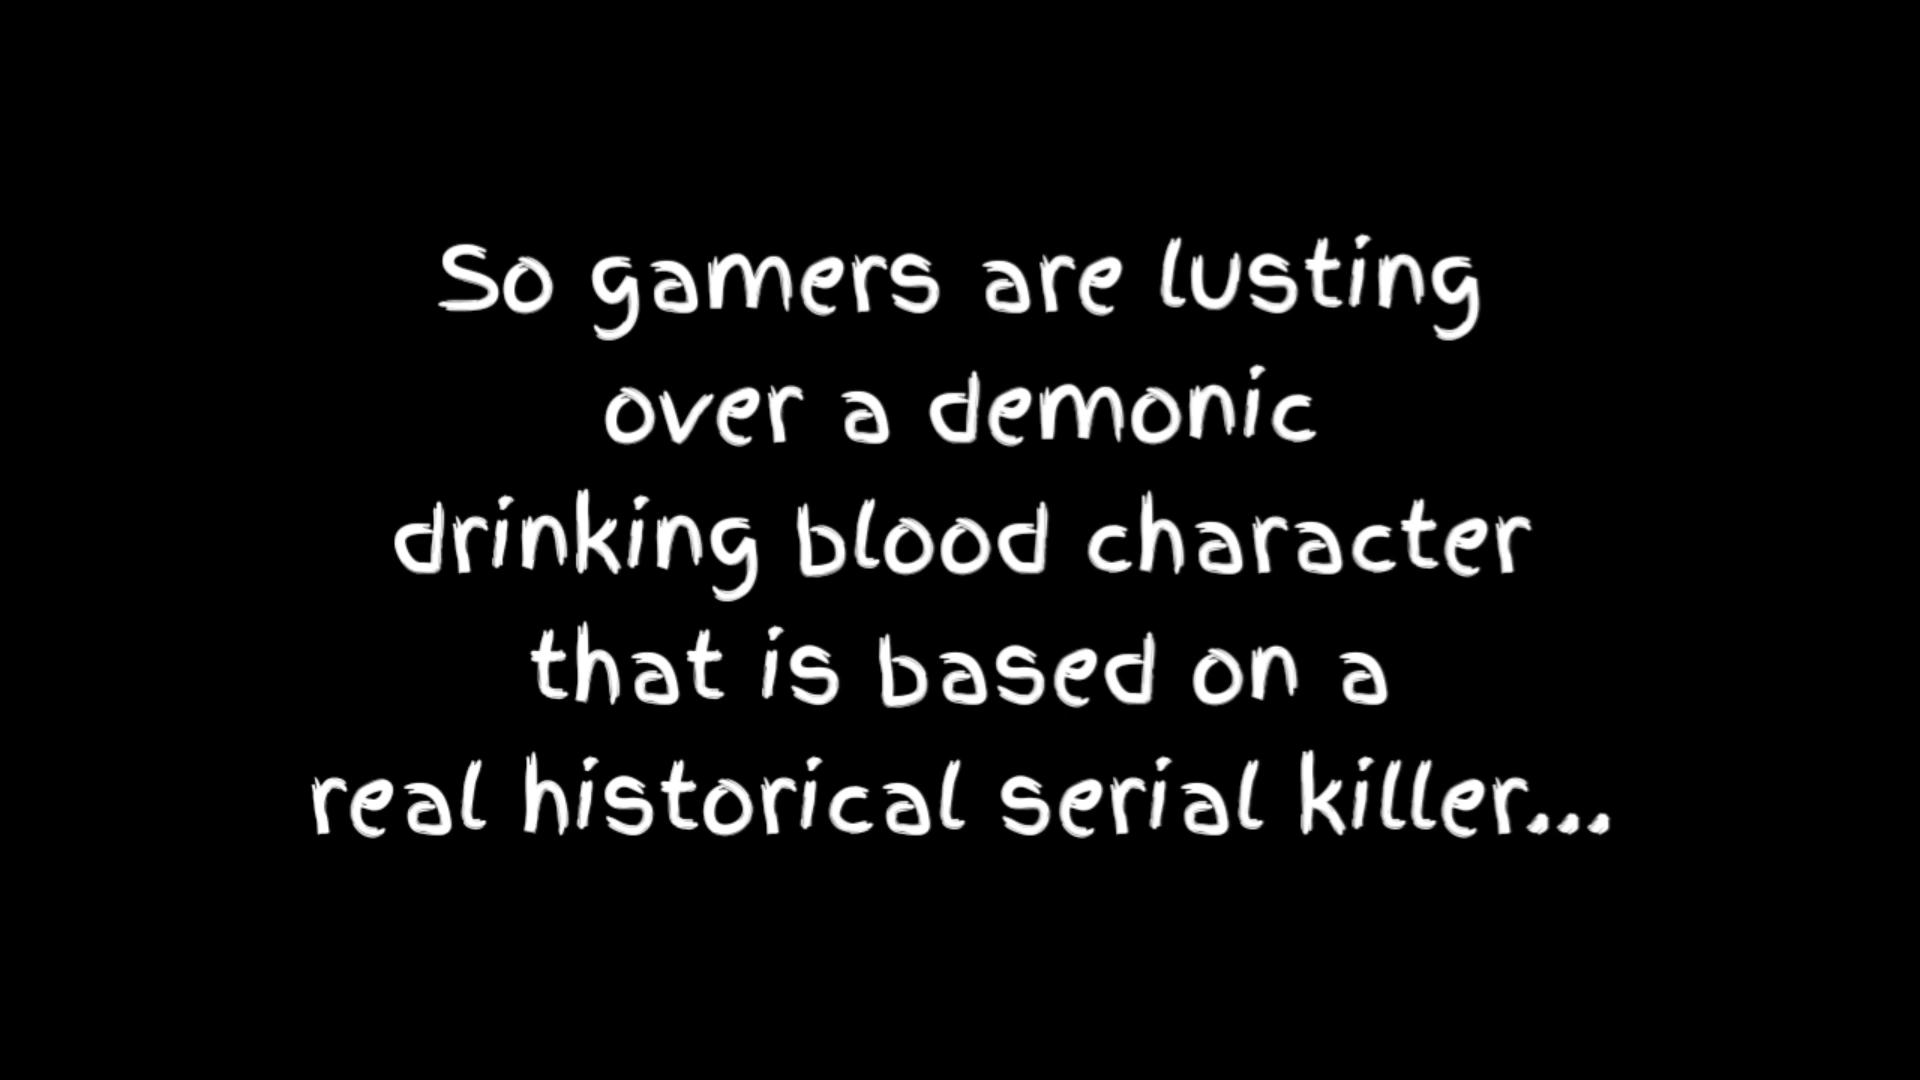 So gamers are lusting
over a demonic
drinking blood character
that is based on a
real historical serial killer...